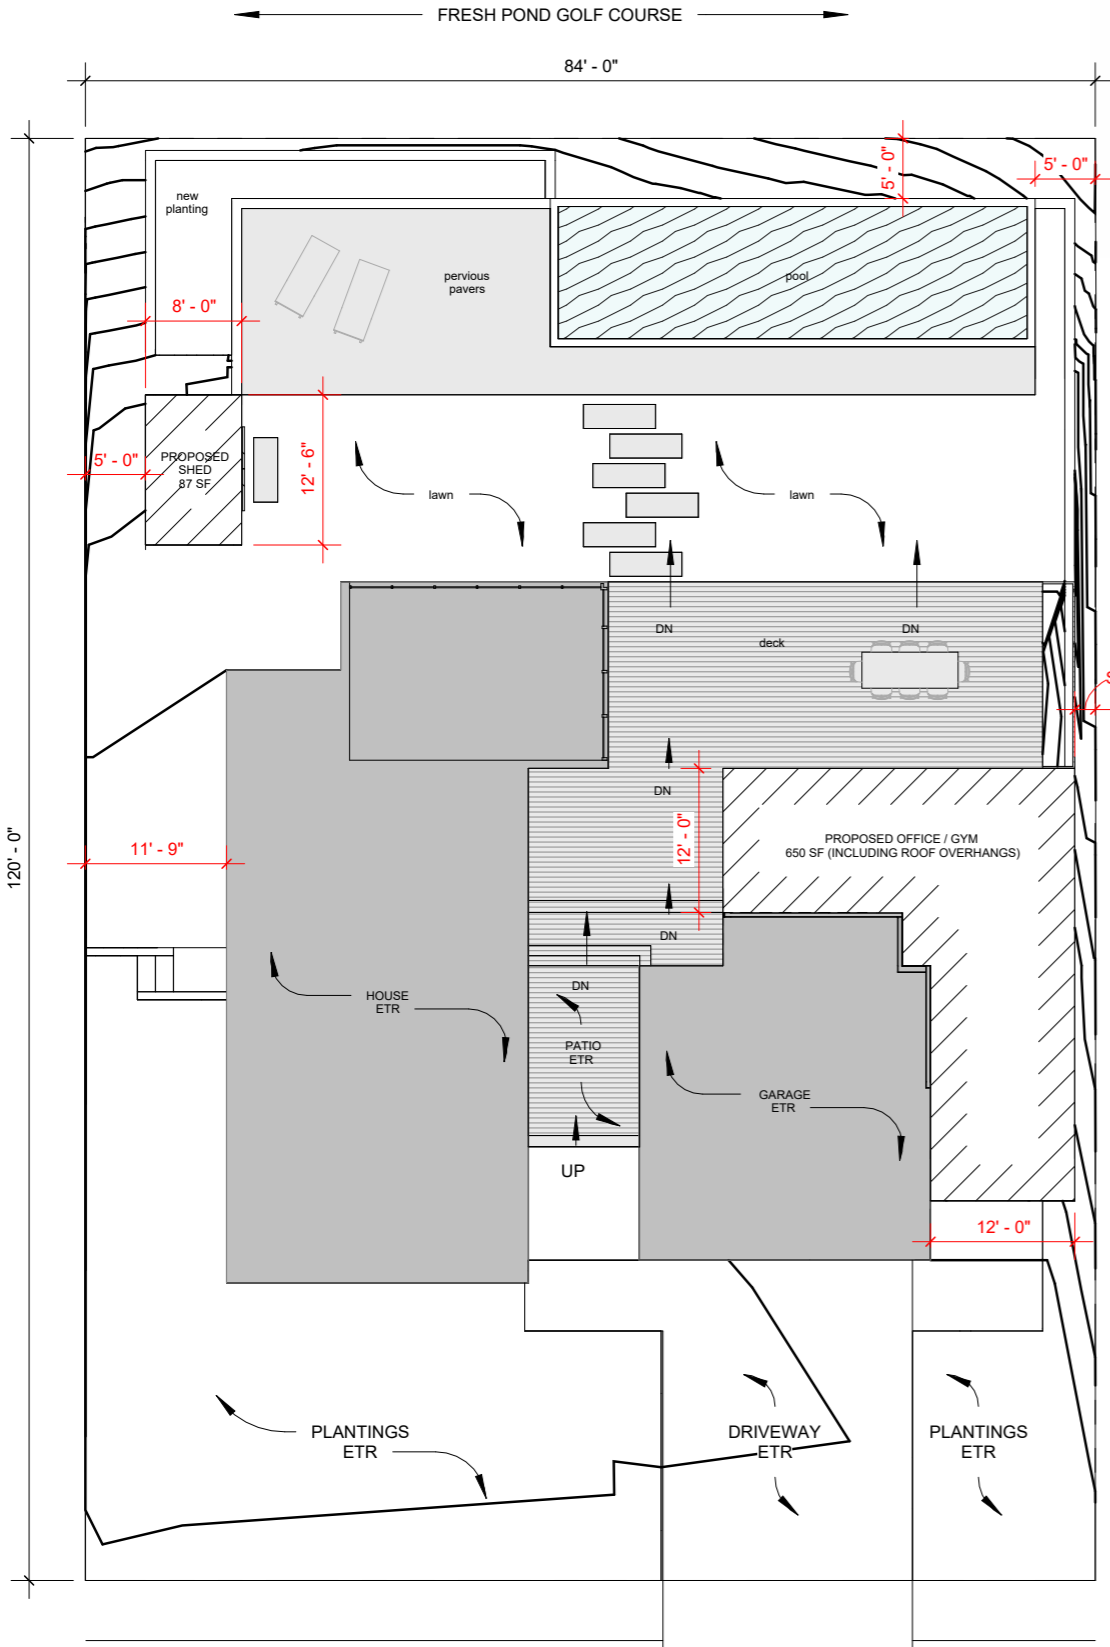 FRESH POND GOLF COURSE
84' - 0"
5' - 0"
5' - 0"
new
planting
pervious
pavers
pool
8' - 0"
PROPOSED
SHED
87 SF
5' - 0"
12' - 6"
lawn
lawn
DN
deck
DN
120' - 0"
DN
12' - 0"
PROPOSED OFFICE / GYM
650 SF (INCLUDING ROOF OVERHANGS)
11' - 9"
DN
DN
HOUSE
ETR
PATIO
ETR
GARAGE
ETR
UP
12' - 0"
PLANTINGS
ETR
DRIVEWAY
ETR
PLANTINGS
ETR